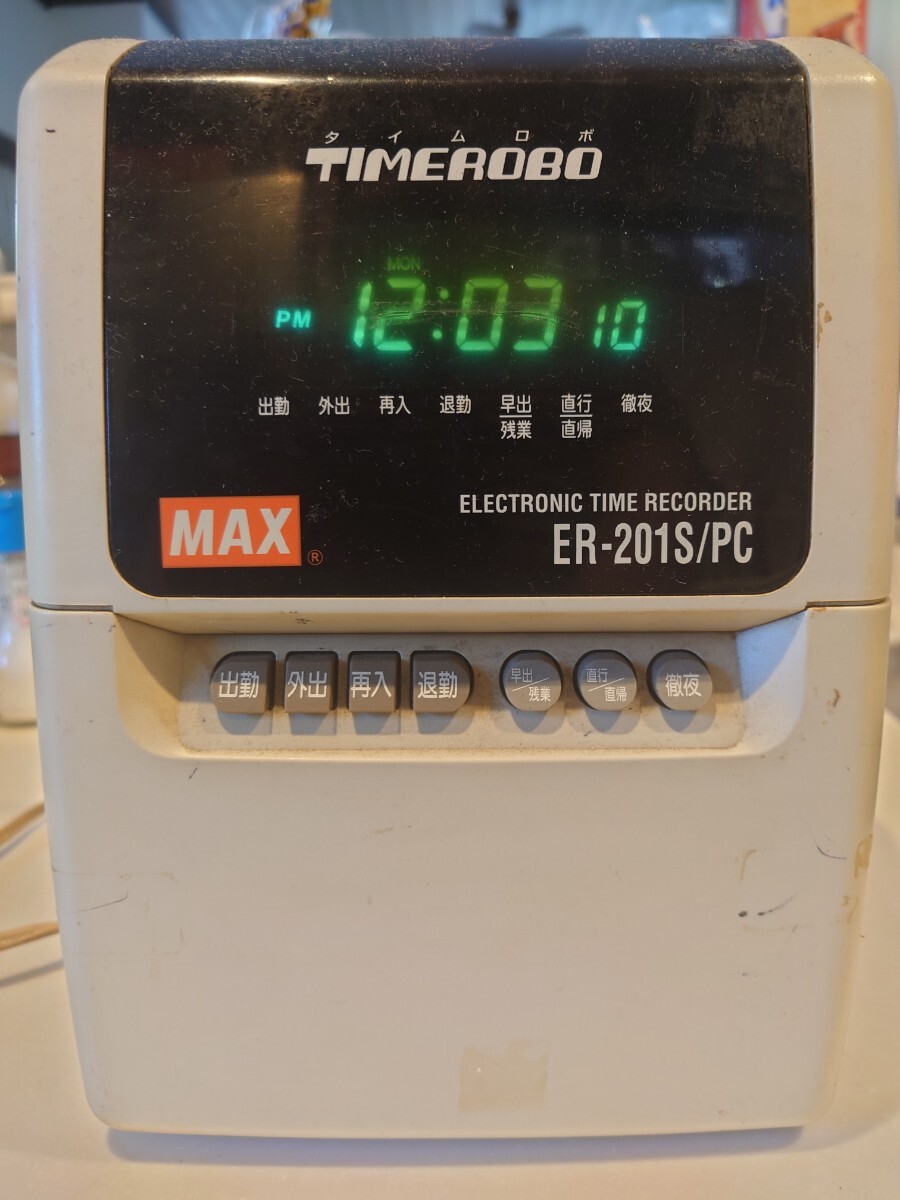 タイムロボ
TIMEROBO
MON
PM 12:03 10
出勤 外出 再入 退勤 早出/残業 直行/直帰 徹夜
MAX®
ELECTRONIC TIME RECORDER
ER-201S/PC
出勤 外出 再入 退勤 早出/残業 直行/直帰 徹夜